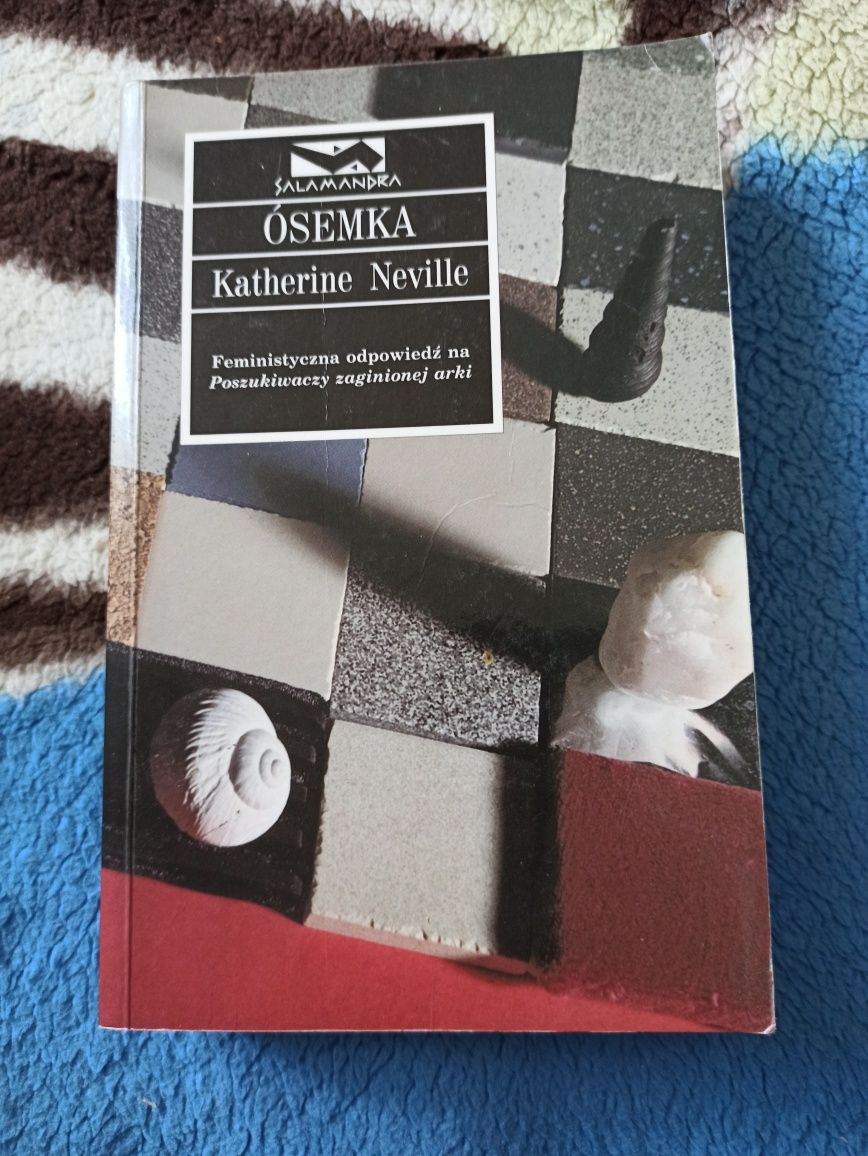 SALAMANDRA
ÓSEMKA
Katherine Neville
Feministyczna odpowiedź na
Poszukiwaczy zaginionej arki